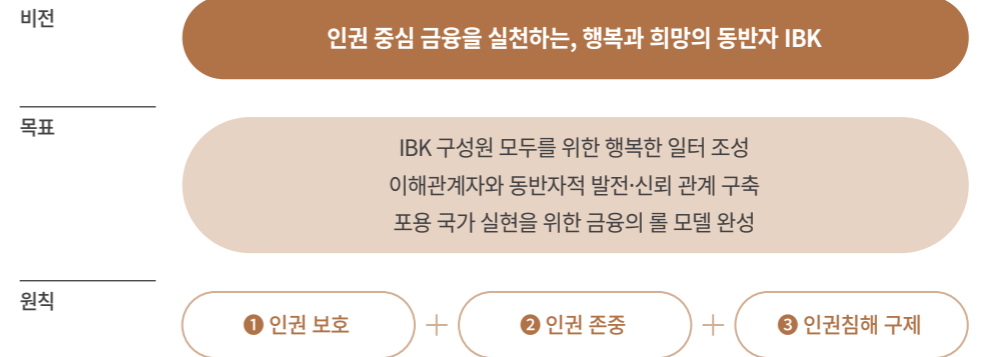 비전
인권 중심 금융을 실천하는, 행복과 희망의 동반자 IBK
목표
IBK 구성원 모두를 위한 행복한 일터 조성
이해관계자와 동반자적 발전·신뢰 관계 구축
포용 국가 실현을 위한 금융의 롤 모델 완성
원칙
❶ 인권 보호 + ❷ 인권 존중 + ❸ 인권침해 구제